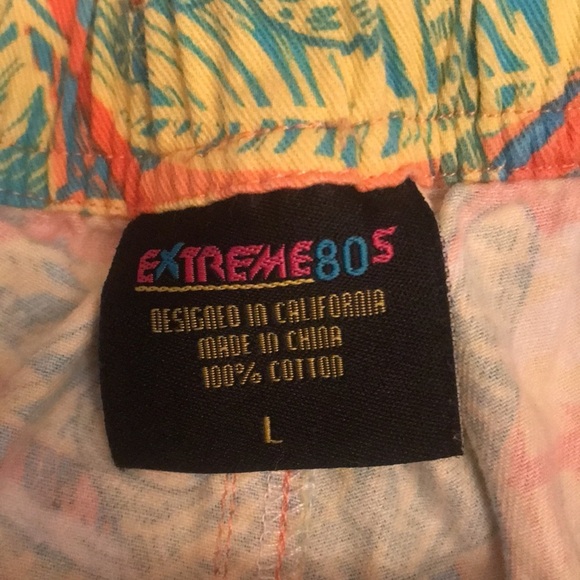 EXTREME80S
DESIGNED IN CALIFORNIA
MADE IN CHINA
100% COTTON
L